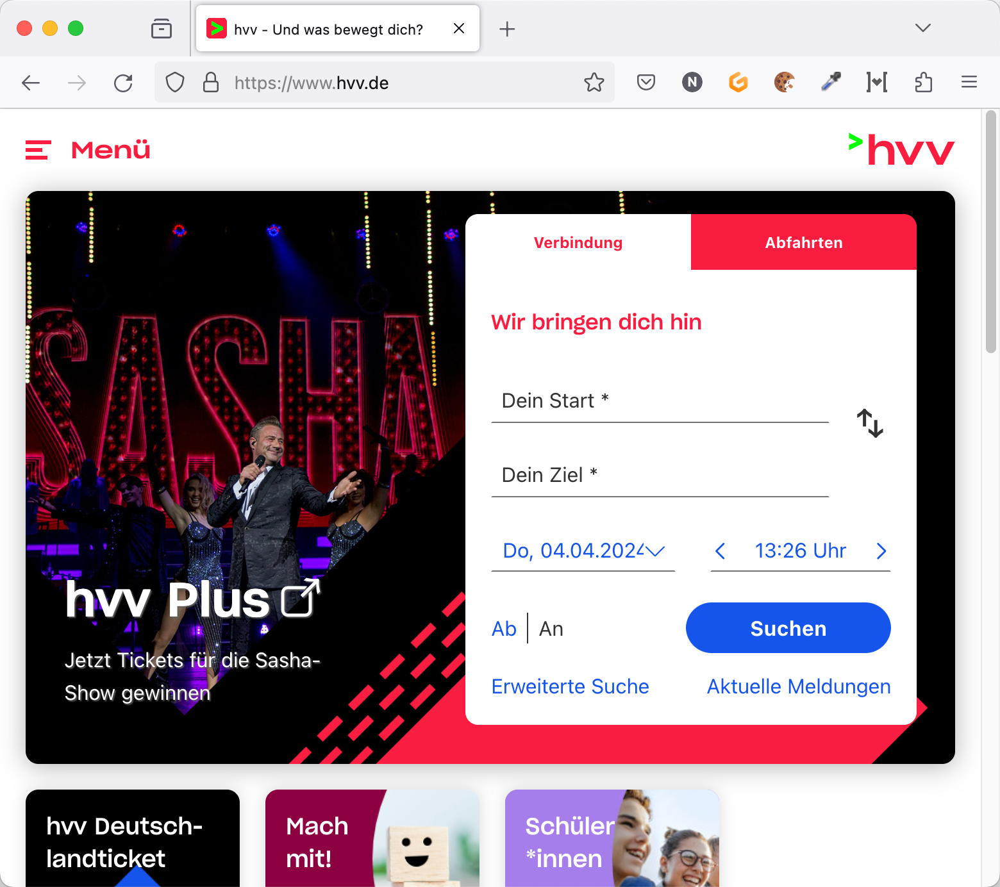 hvv - Und was bewegt dich?
https://www.hvv.de
N
Menü
hvv
Verbindung
Abfahrten
SASHA
Wir bringen dich hin
Dein Start *
Dein Ziel *
Do, 04.04.2024
13:26 Uhr
Ab
An
Suchen
Erweiterte Suche
Aktuelle Meldungen
hvv Plus
Jetzt Tickets für die Sasha-
Show gewinnen
hvv Deutsch-
landticket
Mach
mit!
Schüler
*innen